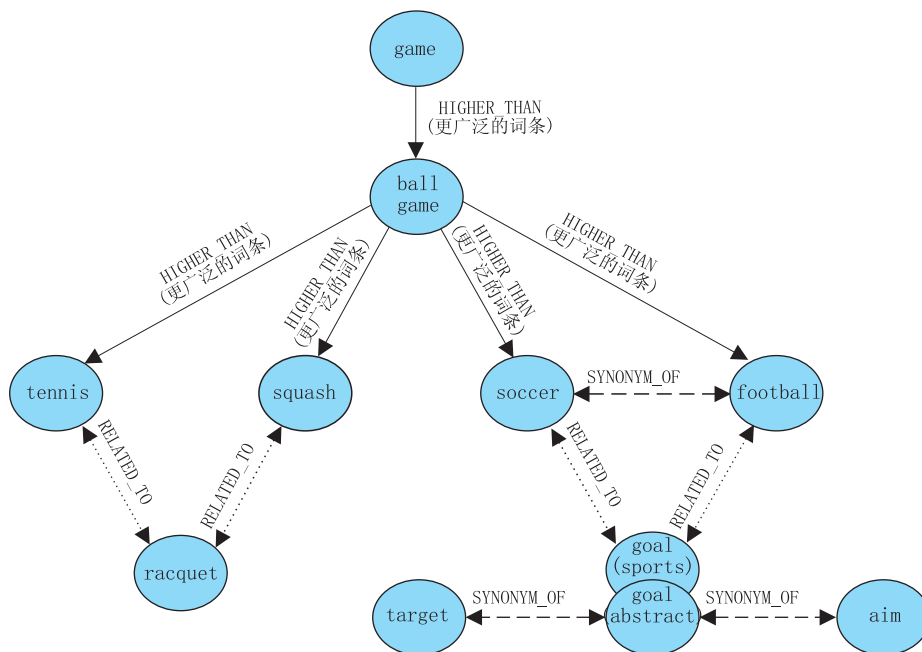 game
HIGHER_THAN
(更广泛的词条)
ball
game
HIGHER_THAN
(更广泛的词条)
HIGHER_THAN
(更广泛的词条)
HIGHER_THAN
(更广泛的词条)
HIGHER_THAN
(更广泛的词条)
tennis
squash
soccer
SYNONYM_OF
football
RELATED_TO
RELATED_TO
RELATED_TO
RELATED_TO
racquet
goal
(sports)
target
SYNONYM_OF
goal
abstract)
SYNONYM_OF
aim